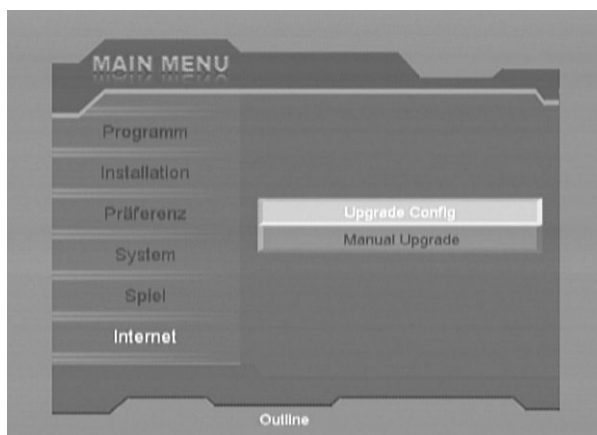 MAIN MENU
Programm
Installation
Präferenz
System
Spiel
Internet
Upgrade Config
Manual Upgrade
Outline